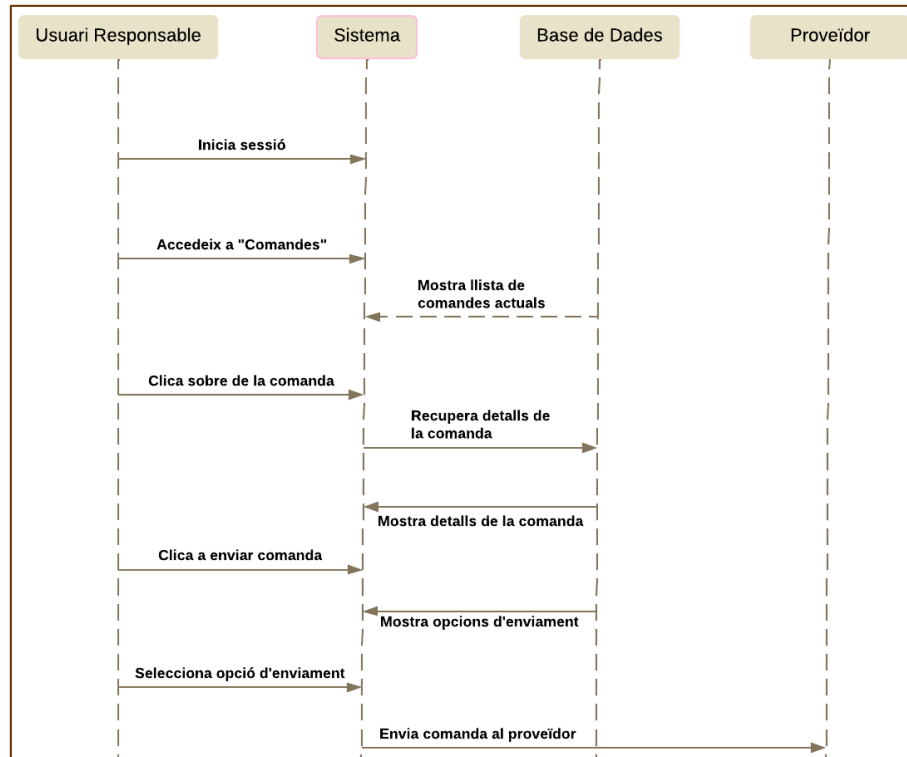 Usuari Responsable
Sistema
Base de Dades
Proveïdor
Inicia sessió
Accedeix a "Comandes"
Mostra llista de
comandes actuals
Clica sobre de la comanda
Recupera detalls de
la comanda
Mostra detalls de la comanda
Clica a enviar comanda
Mostra opcions d'enviament
Selecciona opció d'enviament
Envia comanda al proveïdor